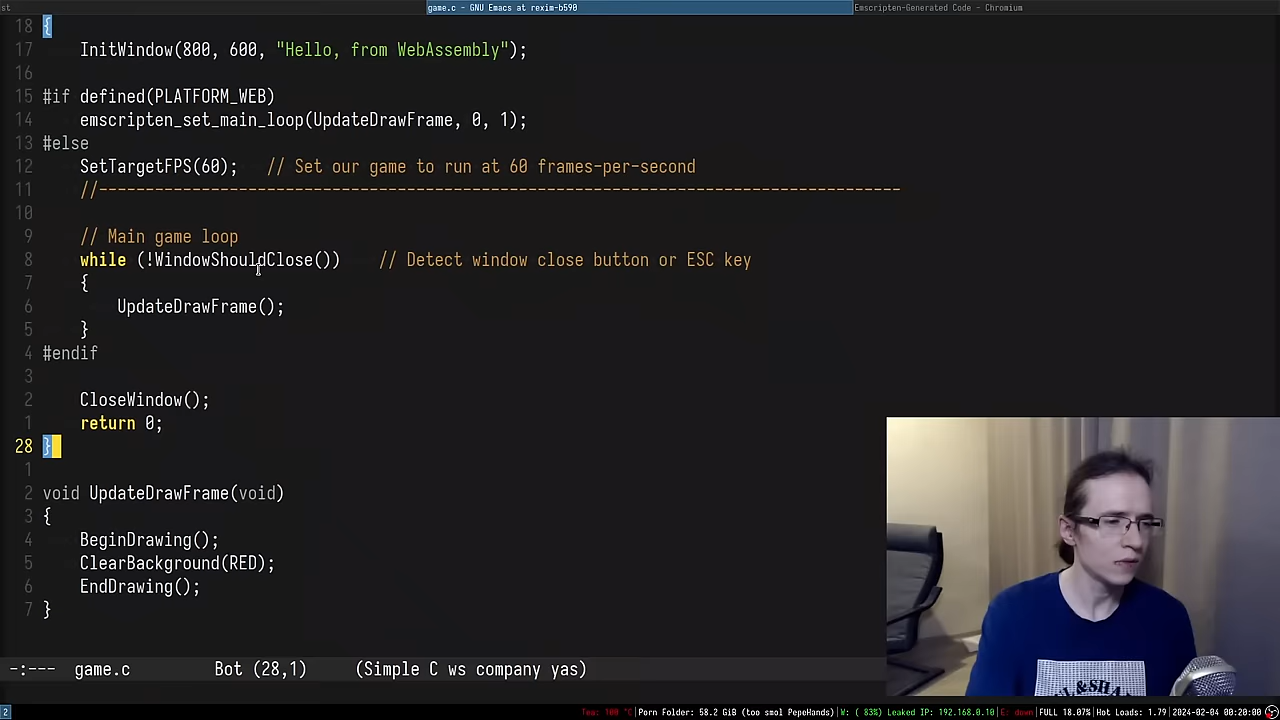 st
game.c - GNU Emacs at rexim-b590
Emscripten-Generated Code - Chromium
18 {
17 InitWindow(800, 600, "Hello, from WebAssembly");
16
15 #if defined(PLATFORM_WEB)
14 emscripten_set_main_loop(UpdateDrawFrame, 0, 1);
13 #else
12 SetTargetFPS(60); // Set our game to run at 60 frames-per-second
11 //--------------------------------------------------------------------------------------
10
9 // Main game loop
8 while (!WindowShouldClose()) // Detect window close button or ESC key
7 {
6 UpdateDrawFrame();
5 }
4 #endif
3
2 CloseWindow();
1 return 0;
28 }
1
2 void UpdateDrawFrame(void)
3 {
4 BeginDrawing();
5 ClearBackground(RED);
6 EndDrawing();
7 }
-:--- game.c Bot (28,1) (Simple C ws company yas)
2 Tea: 100 °C|Porn Folder: 58.2 GiB (too smol PepeHands)|W: ( 83%) Leaked IP: 192.168.0.10|E: down|FULL 18.07%|Hot Loads: 1.79|2024-02-04 00:20:00